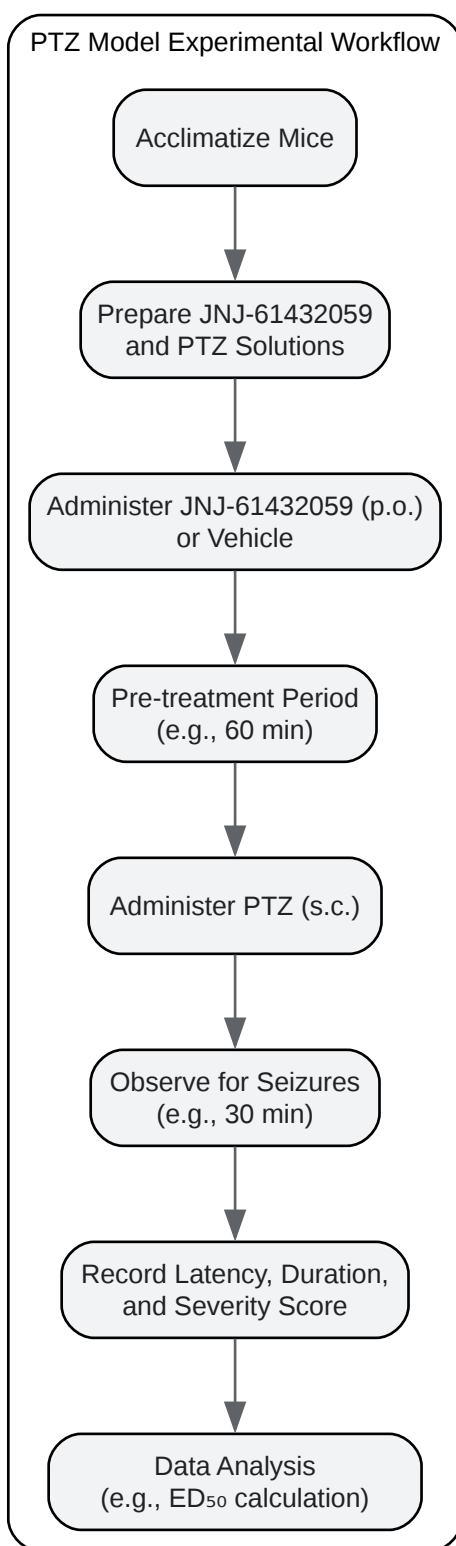 PTZ Model Experimental Workflow
Acclimatize Mice
Prepare JNJ-61432059
and PTZ Solutions
Administer JNJ-61432059 (p.o.)
or Vehicle
Pre-treatment Period
(e.g., 60 min)
Administer PTZ (s.c.)
Observe for Seizures
(e.g., 30 min)
Record Latency, Duration,
and Severity Score
Data Analysis
(e.g., ED₅₀ calculation)